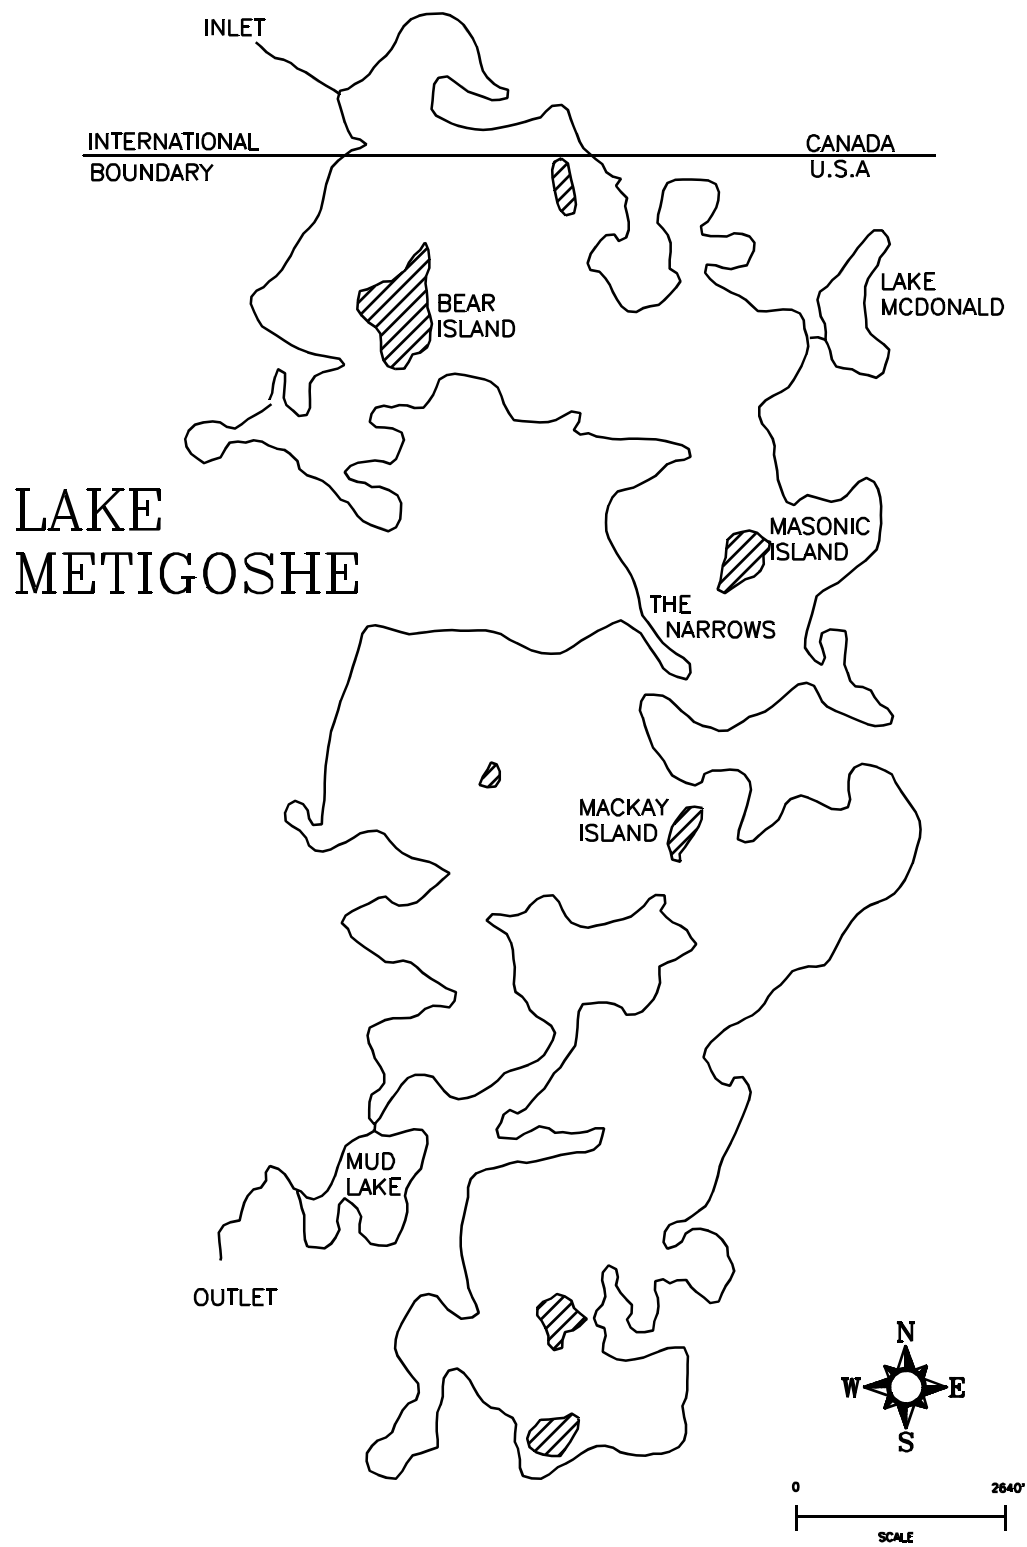 INLET
INTERNATIONAL
BOUNDARY
CANADA
U.S.A
LAKE
MCDONALD
BEAR
ISLAND
LAKE
METIGOSHE
MASONIC
ISLAND
THE
NARROWS
MACKAY
ISLAND
MUD
LAKE
OUTLET
N
W E
S
0 2640'
SCALE